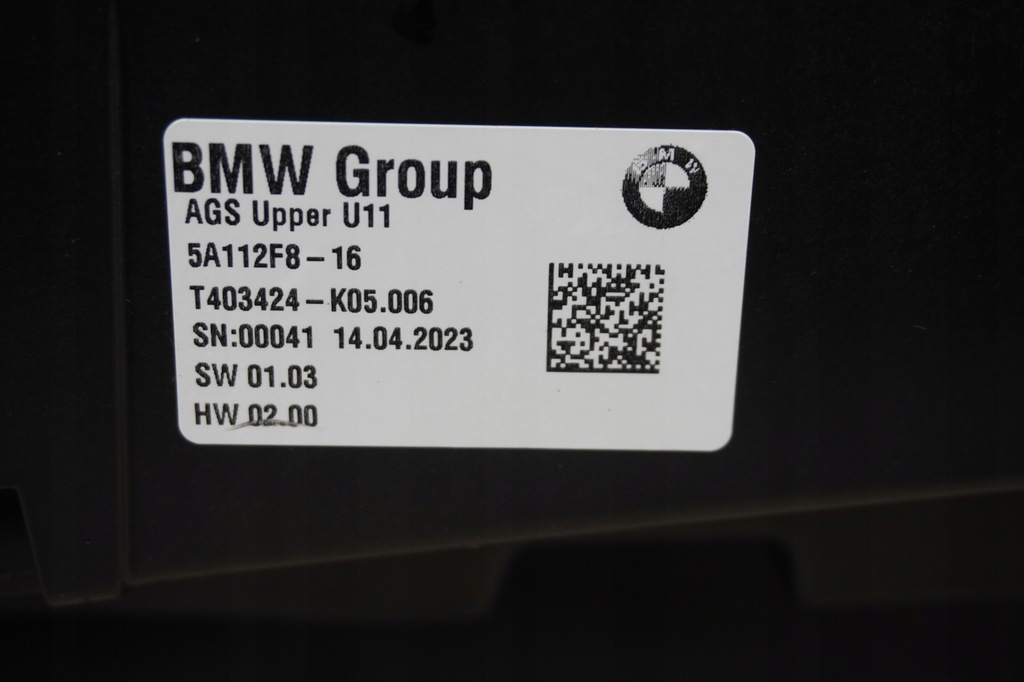 BMW Group
BMW
AGS Upper U11
5A112F8-16
T403424-K05.006
SN:00041 14.04.2023
SW 01.03
HW 02.00